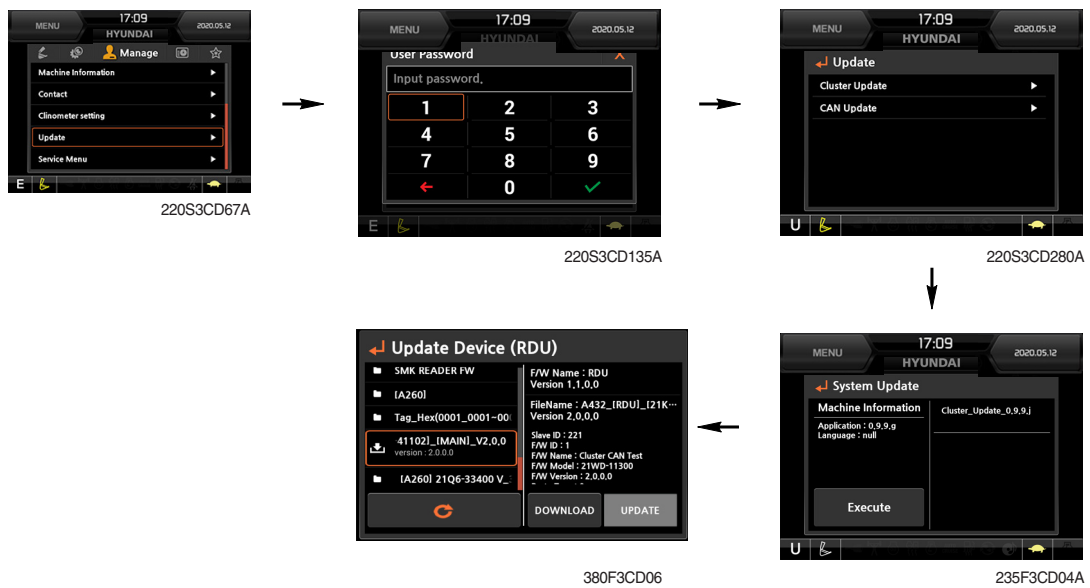 MENU
17:09
2020.05.12
HYUNDAI
Manage
Machine Information
Contact
Clinometer setting
Update
Service Menu
E
220S3CD67A
MENU
17:09
2020.05.12
HYUNDAI
User Password
Input password.
1 2 3
4 5 6
7 8 9
0
E
220S3CD135A
MENU
17:09
2020.05.12
HYUNDAI
Update
Cluster Update
CAN Update
U
220S3CD280A
Update Device (RDU)
SMK READER FW
[A260]
Tag_Hex(0001_0001~00
41102]_[MAIN]_V2,0,0
version : 2.0.0.0
[A260] 21Q6-33400 V_
F/W Name : RDU
Version 1,1,0,0
FileName : A432_[RDU]_[21K…
Version 2,0,0,0
Slave ID : 221
F/W ID : 1
F/W Name : Cluster CAN Test
F/W Model : 21WD-11300
F/W Version : 2,0,0,0
DOWNLOAD
UPDATE
380F3CD06
MENU
17:09
2020.05.12
HYUNDAI
System Update
Machine Information
Application : 0,9,9,g
Language : null
Cluster_Update_0,9,9,j
Execute
U
235F3CD04A